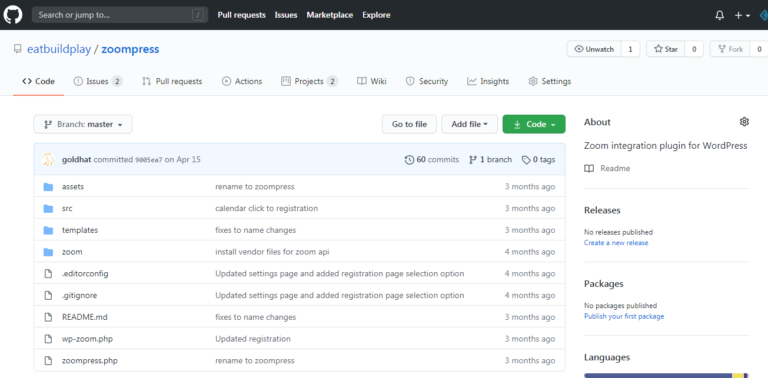 Search or jump to... /
Pull requests Issues Marketplace Explore
eatbuildplay / zoompress
Unwatch 1 Star 0 Fork 0
Code Issues 2 Pull requests Actions Projects 2 Wiki Security Insights Settings
Branch: master Go to file Add file Code
goldhat committed 9005ea7 on Apr 15 60 commits 1 branch 0 tags
assets rename to zoompress 3 months ago
src calendar click to registration 3 months ago
templates fixes to name changes 3 months ago
zoom install vendor files for zoom api 4 months ago
.editorconfig Updated settings page and added registration page selection option 4 months ago
.gitignore Updated settings page and added registration page selection option 4 months ago
README.md fixes to name changes 3 months ago
wp-zoom.php Updated registration 3 months ago
zoompress.php rename to zoompress 3 months ago
About
Zoom integration plugin for WordPress
Readme
Releases
No releases published
Create a new release
Packages
No packages published
Publish your first package
Languages